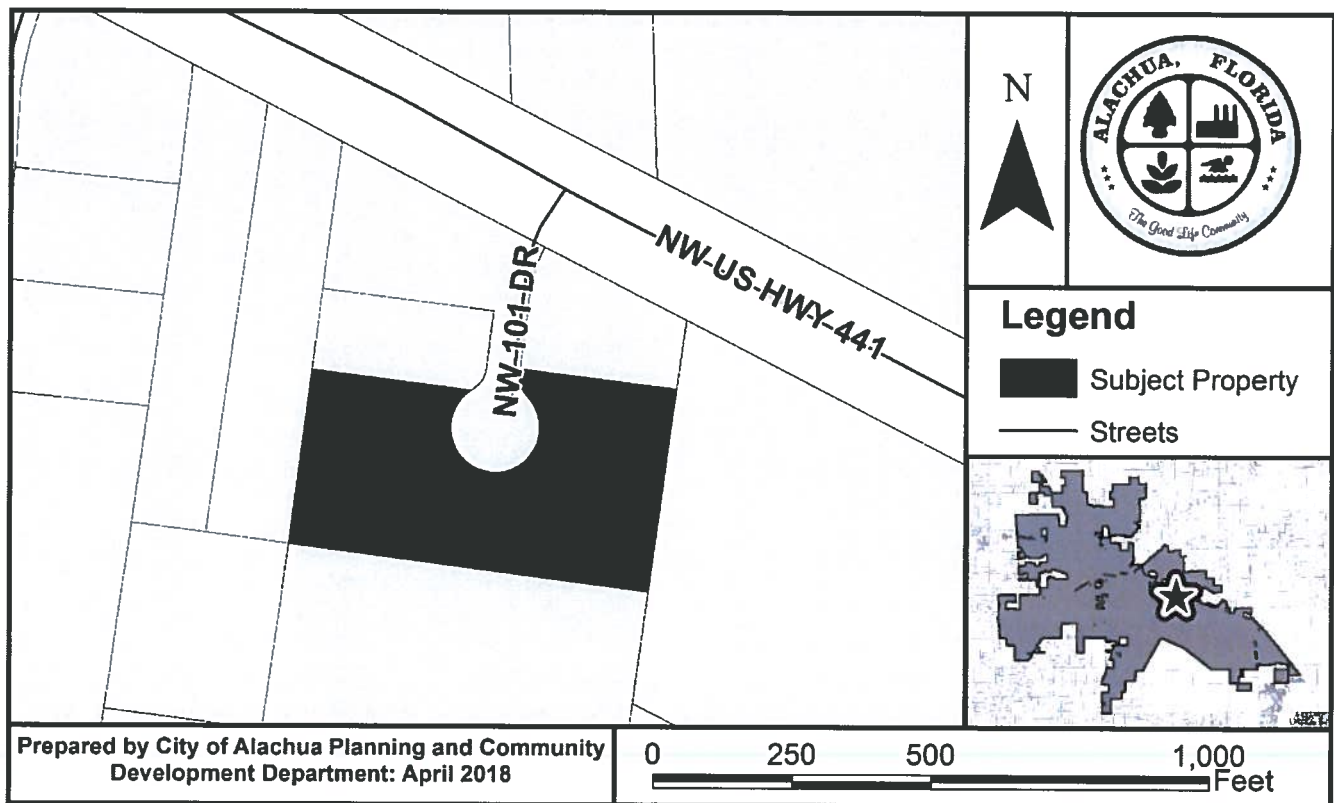 NW-US-HWY-441
NW-101-DR
N
ALACHUA, FLORIDA
The Good Life Community
Legend
Subject Property
Streets
Prepared by City of Alachua Planning and Community
Development Department: April 2018
0 250 500 1,000
Feet